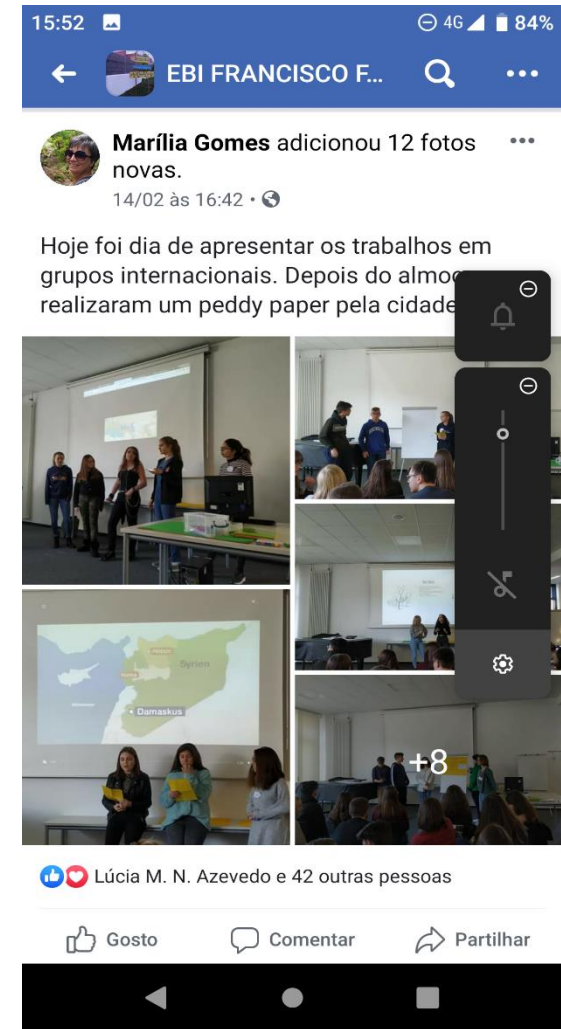 15:52 4G 84%
EBI FRANCISCO F...
Marília Gomes adicionou 12 fotos
novas.
14/02 às 16:42
Hoje foi dia de apresentar os trabalhos em
grupos internacionais. Depois do almoç
realizaram um peddy paper pela cidade
Syrien
Damaskus
+8
Lúcia M. N. Azevedo e 42 outras pessoas
Gosto Comentar Partilhar